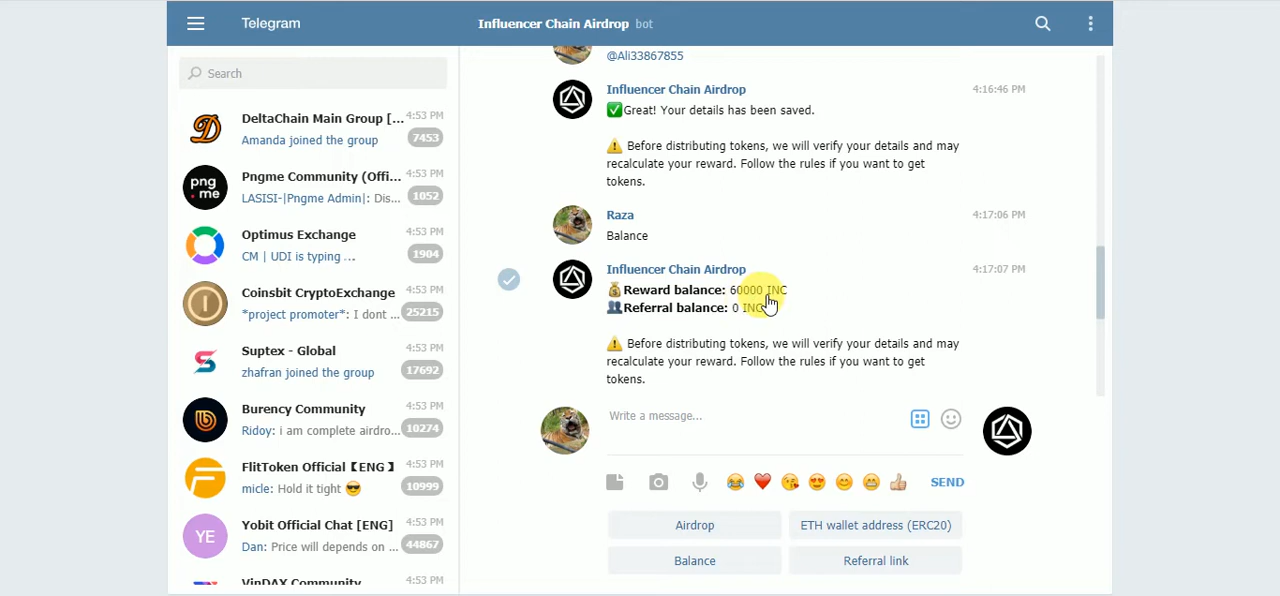 Telegram
Influencer Chain Airdrop bot
Search
DeltaChain Main Group [... 4:53 PM
Amanda joined the group 7453
Pngme Community (Offi... 4:53 PM
LASISI-|Pngme Admin|: Dis... 1052
png
.me
Optimus Exchange 4:53 PM
CM | UDI is typing ... 1904
Coinsbit CryptoExchange 4:53 PM
*project promoter*: I dont ... 25215
Suptex - Global 4:53 PM
zhafran joined the group 17692
Burency Community 4:53 PM
Ridoy: i am complete airdro... 10274
FlitToken Official【ENG】 4:53 PM
micle: Hold it tight 😎 10999
YE
Yobit Official Chat [ENG] 4:53 PM
Dan: Price will depends on ... 44867
VinDAX Community 4:53 PM
@Ali33867855
Influencer Chain Airdrop 4:16:46 PM
✅Great! Your details has been saved.
⚠️ Before distributing tokens, we will verify your details and may
recalculate your reward. Follow the rules if you want to get
tokens.
Raza 4:17:06 PM
Balance
Influencer Chain Airdrop 4:17:07 PM
💰Reward balance: 60000 INC
👥Referral balance: 0 INC
⚠️ Before distributing tokens, we will verify your details and may
recalculate your reward. Follow the rules if you want to get
tokens.
Write a message...
SEND
Airdrop
ETH wallet address (ERC20)
Balance
Referral link